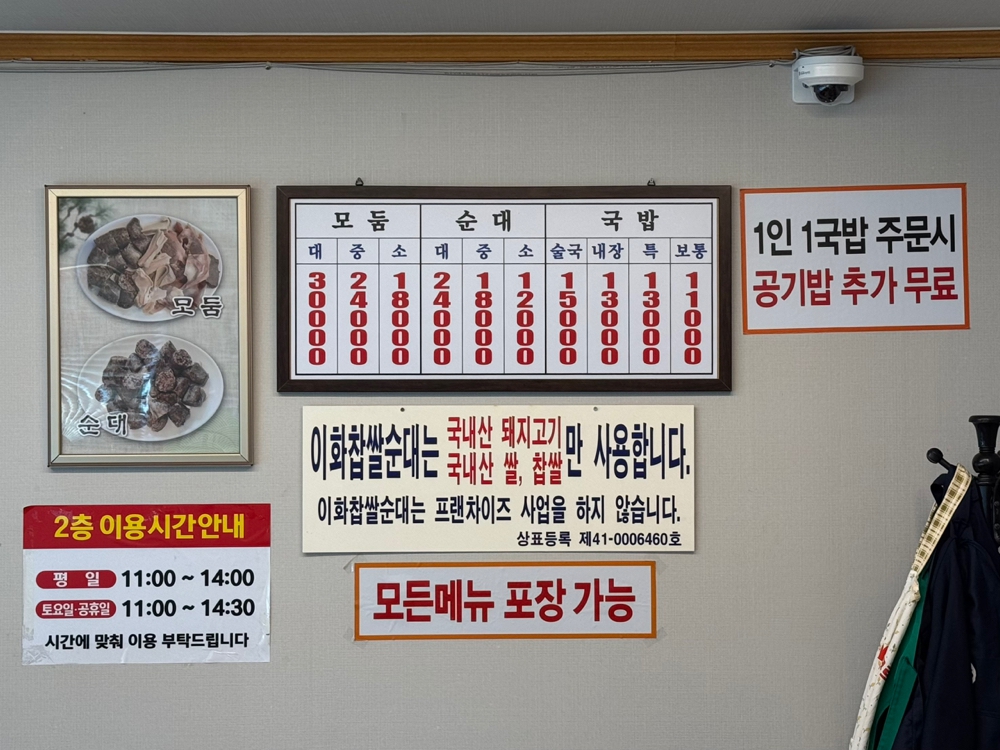 모둠
순대
모둠 순대 국밥
대 중 소 대 중 소 술국 내장 특 보통
30000 24000 18000 24000 18000 12000 15000 13000 13000 11000
1인 1국밥 주문시
공기밥 추가 무료
이화찹쌀순대는 국내산 돼지고기 국내산 쌀, 찹쌀 만 사용합니다.
이화찹쌀순대는 프랜차이즈 사업을 하지 않습니다.
상표등록 제41-0006460호
2층 이용시간안내
평 일 11:00 ~ 14:00
토요일·공휴일 11:00 ~ 14:30
시간에 맞춰 이용 부탁드립니다
모든메뉴 포장 가능